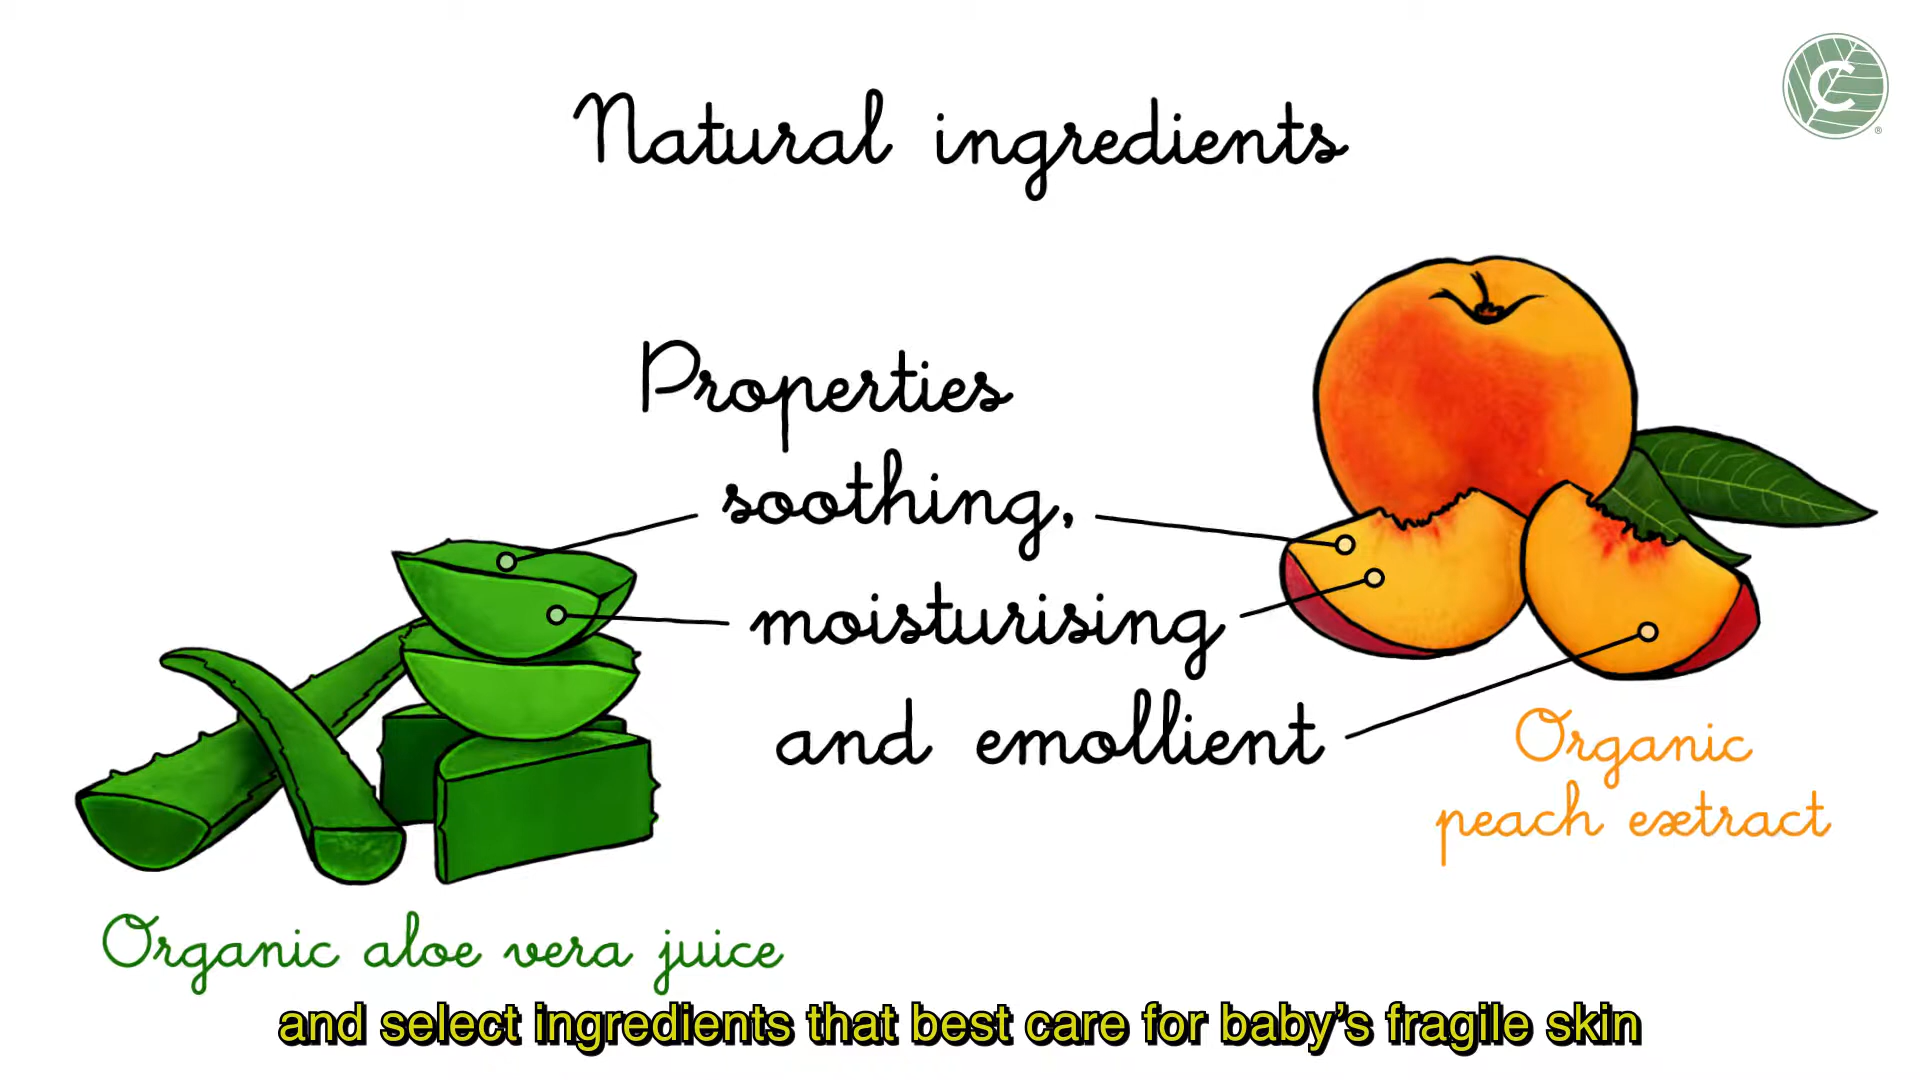 Natural ingredients
C
®
Properties
soothing,
moisturising
and emollient
Organic
peach extract
Organic aloe vera juice
and select ingredients that best care for baby's fragile skin